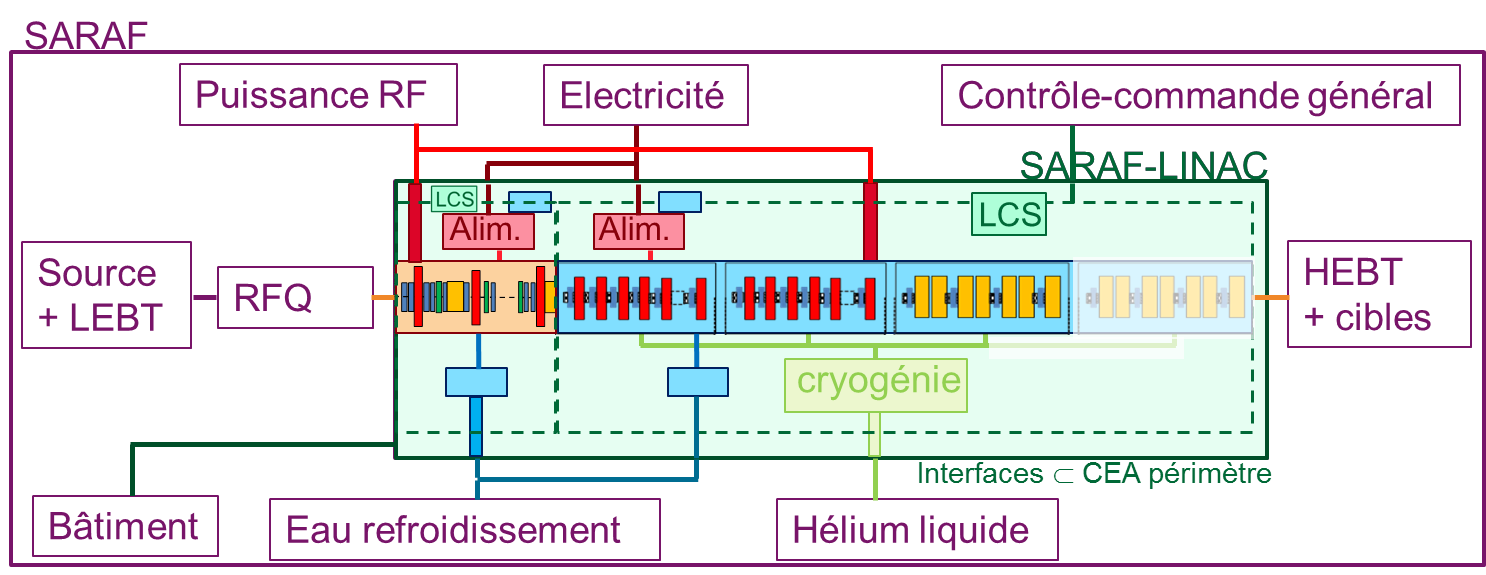 SARAF
Puissance RF
Electricité
Contrôle-commande général
SARAF-LINAC
LCS
LCS
Alim.
Alim.
Source
+ LEBT
RFQ
HEBT
+ cibles
cryogénie
Interfaces ⊂ CEA périmètre
Bâtiment
Eau refroidissement
Hélium liquide